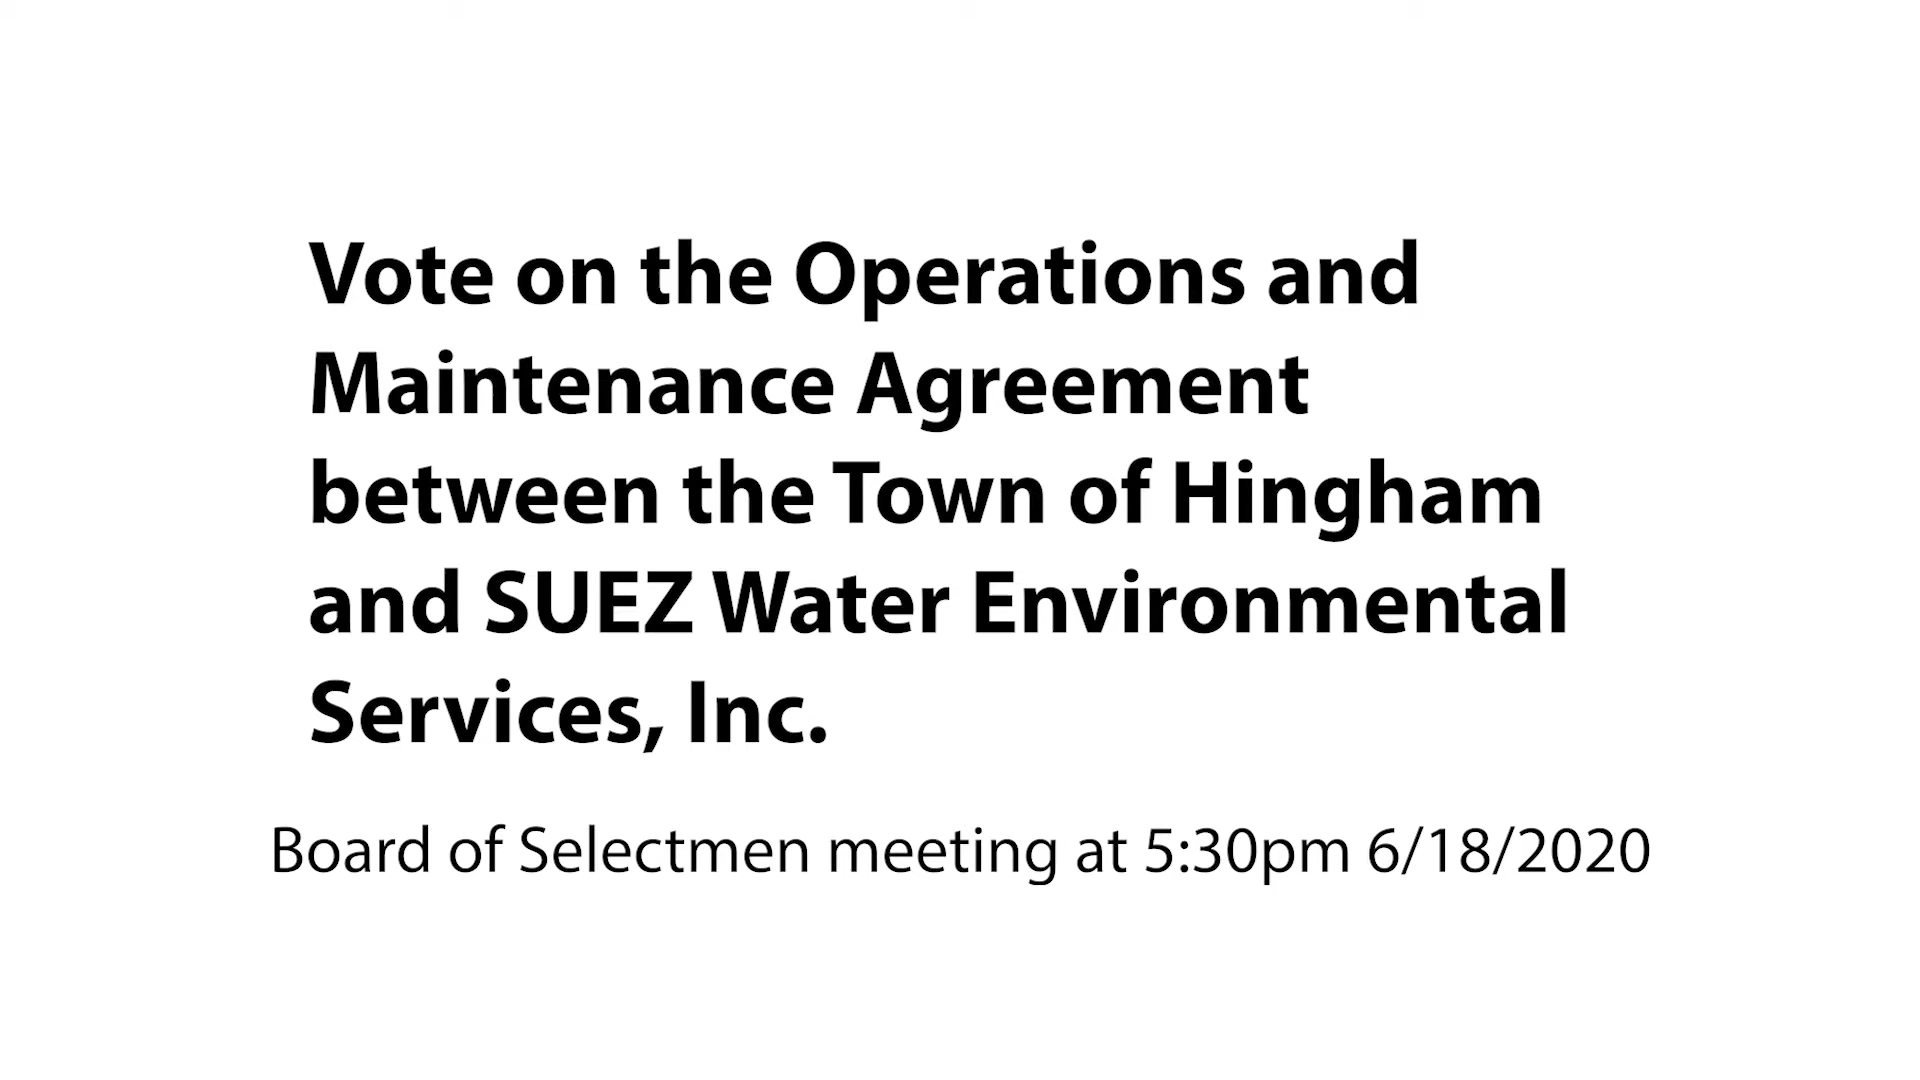 Vote on the Operations and
Maintenance Agreement
between the Town of Hingham
and SUEZ Water Environmental
Services, Inc.
Board of Selectmen meeting at 5:30pm 6/18/2020